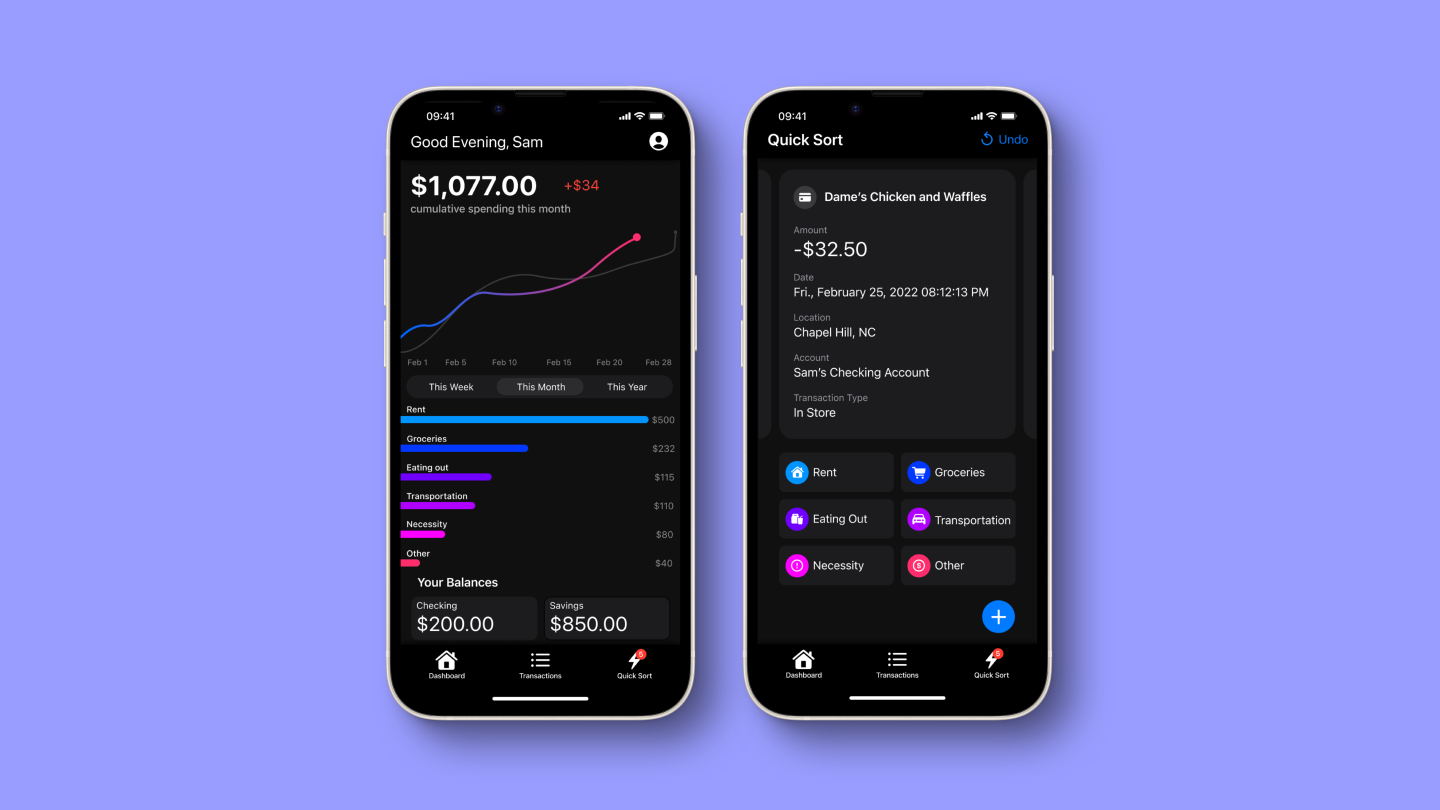 09:41
Good Evening, Sam
$1,077.00 +$34
cumulative spending this month
Feb 1 Feb 5 Feb 10 Feb 15 Feb 20 Feb 28
This Week This Month This Year
Rent
$500
Groceries
$232
Eating out
$115
Transportation
$110
Necessity
$80
Other
$40
Your Balances
Checking Savings
$200.00 $850.00
5
Dashboard Transactions Quick Sort
09:41
Quick Sort Undo
Dame’s Chicken and Waffles
Amount
-$32.50
Date
Fri., February 25, 2022 08:12:13 PM
Location
Chapel Hill, NC
Account
Sam’s Checking Account
Transaction Type
In Store
Rent Groceries
Eating Out Transportation
Necessity Other
5
Dashboard Transactions Quick Sort